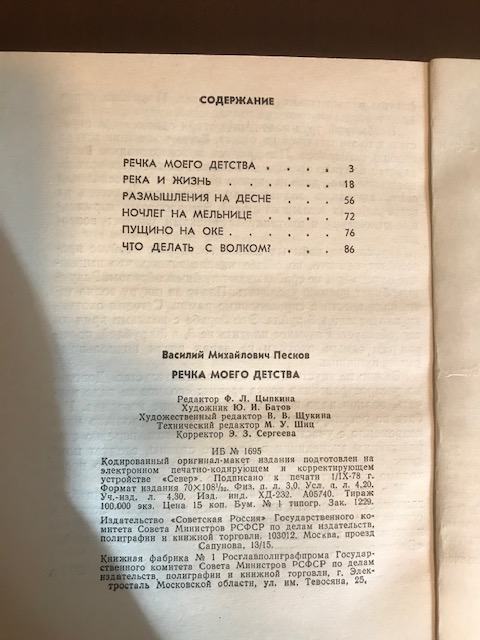 СОДЕРЖАНИЕ
РЕЧКА МОЕГО ДЕТСТВА . . . . 3
РЕКА И ЖИЗНЬ . . . . . . 18
РАЗМЫШЛЕНИЯ НА ДЕСНЕ . . . 56
НОЧЛЕГ НА МЕЛЬНИЦЕ . . . . 72
ПУЩИНО НА ОКЕ . . . . . . 76
ЧТО ДЕЛАТЬ С ВОЛКОМ? . . . 86
Василий Михайлович Песков
РЕЧКА МОЕГО ДЕТСТВА
Редактор Ф. Л. Цыпкина
Художник Ю. И. Батов
Художественный редактор В. В. Щукина
Технический редактор М. У. Шиц
Корректор Э. З. Сергеева
ИБ № 1695
Кодированный оригинал-макет издания подготовлен на
электронном печатно-кодирующем и корректирующем
устройстве «Север». Подписано к печати 1/IX-78 г.
Формат издания 70×108¹/₃₂. Физ. п. л. 3,0. Усл. п. л. 4,20.
Уч.-изд. л. 4,30. Изд. инд. ХД-232. А05740. Тираж
100.000 экз. Цена 15 коп. Бум. № 1 типогр. Зак. 1229.
Издательство «Советская Россия» Государственного ко-
митета Совета Министров РСФСР по делам издательств,
полиграфии и книжной торговли. 103012. Москва, проезд
Сапунова, 13/15.
Книжная фабрика № 1 Росглавполиграфпрома Государ-
ственного комитета Совета Министров РСФСР по делам
издательств, полиграфии и книжной торговли, г. Элек-
тросталь Московской области, ул. им. Тевосяна, 25.